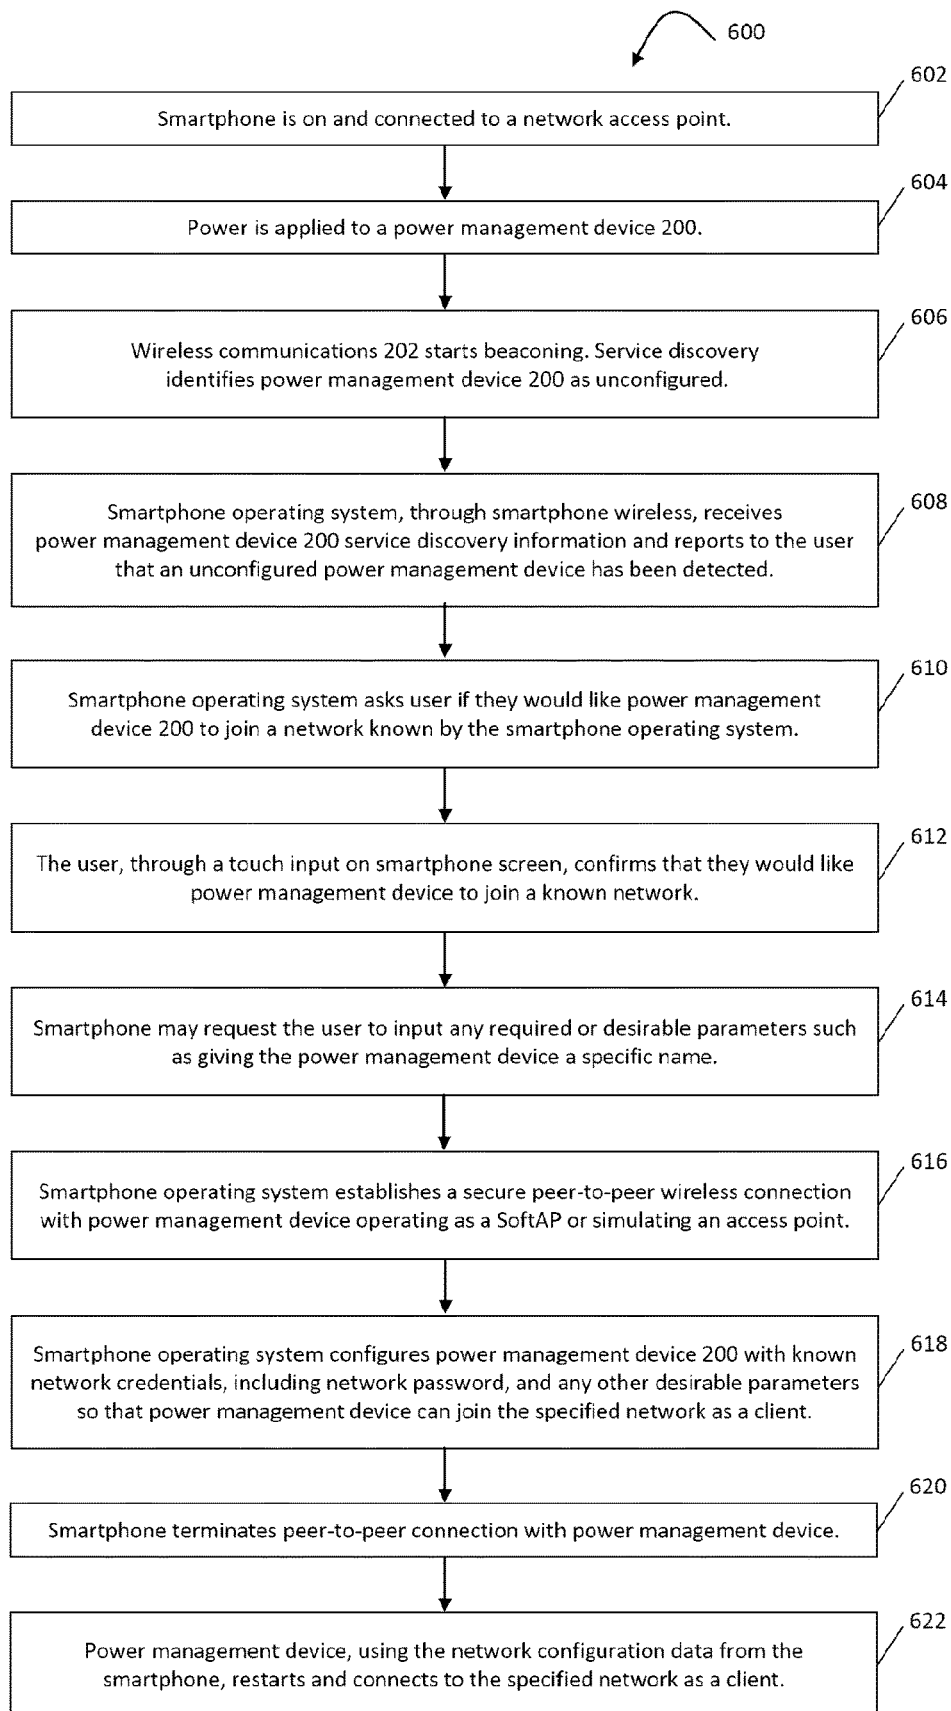 600
602
Smartphone is on and connected to a network access point.
604
Power is applied to a power management device 200.
606
Wireless communications 202 starts beaconing. Service discovery
identifies power management device 200 as unconfigured.
608
Smartphone operating system, through smartphone wireless, receives
power management device 200 service discovery information and reports to the user
that an unconfigured power management device has been detected.
610
Smartphone operating system asks user if they would like power management
device 200 to join a network known by the smartphone operating system.
612
The user, through a touch input on smartphone screen, confirms that they would like
power management device to join a known network.
614
Smartphone may request the user to input any required or desirable parameters such
as giving the power management device a specific name.
616
Smartphone operating system establishes a secure peer-to-peer wireless connection
with power management device operating as a SoftAP or simulating an access point.
618
Smartphone operating system configures power management device 200 with known
network credentials, including network password, and any other desirable parameters
so that power management device can join the specified network as a client.
620
Smartphone terminates peer-to-peer connection with power management device.
622
Power management device, using the network configuration data from the
smartphone, restarts and connects to the specified network as a client.